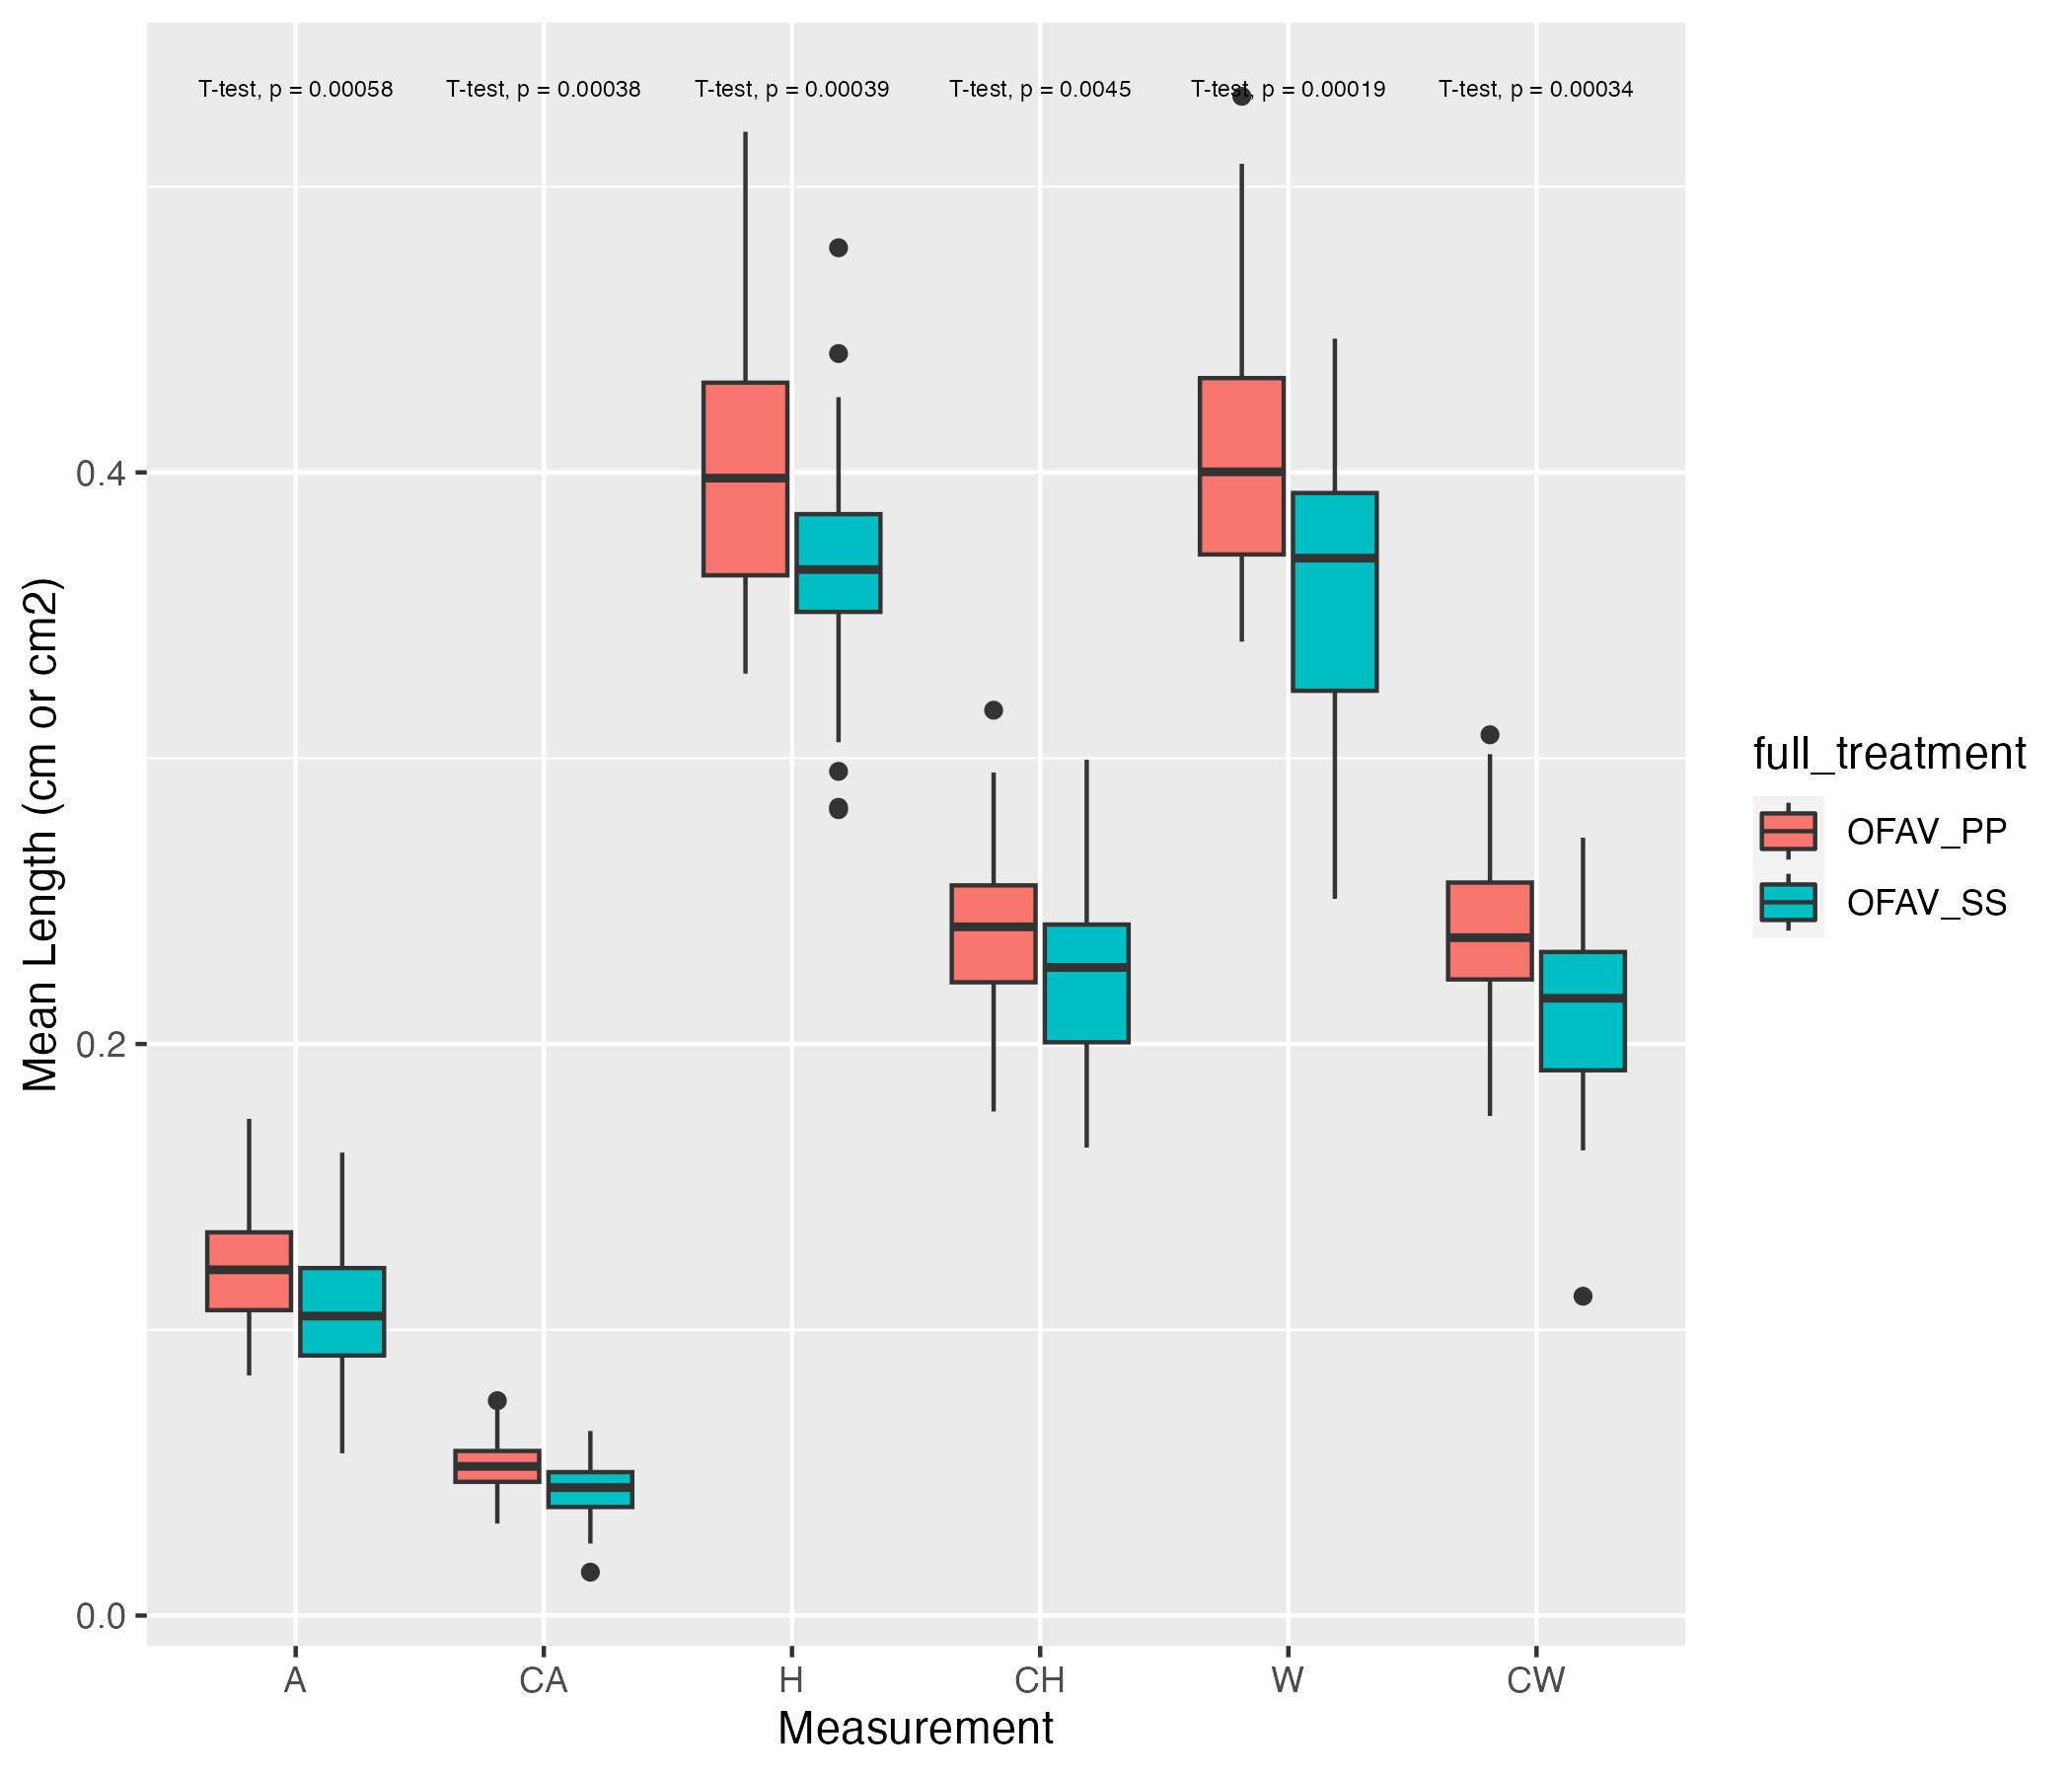 T-test, p = 0.00058
T-test, p = 0.00038
T-test, p = 0.00039
T-test, p = 0.0045
T-test, p = 0.00019
T-test, p = 0.00034
Mean Length (cm or cm2)
0.4
0.2
0.0
A
CA
H
CH
W
CW
Measurement
full_treatment
OFAV_PP
OFAV_SS